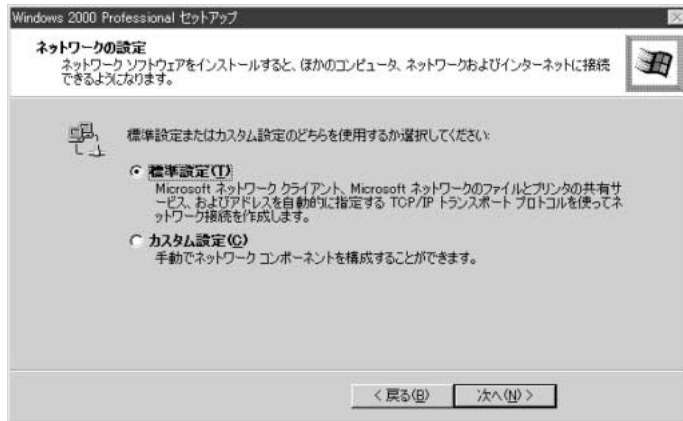 Windows 2000 Professional セットアップ
ネットワークの設定
ネットワーク ソフトウェアをインストールすると、ほかのコンピュータ、ネットワークおよびインターネットに接続
できるようになります。
標準設定またはカスタム設定のどちらを使用するか選択してください:
標準設定(T)
Microsoft ネットワーク クライアント、Microsoft ネットワークのファイルとプリンタの共有サ
ービス、およびアドレスを自動的に指定する TCP/IP トランスポート プロトコルを使ってネ
ットワーク接続を作成します。
カスタム設定(C)
手動でネットワーク コンポーネントを構成することができます。
< 戻る(B) 次へ(N) >